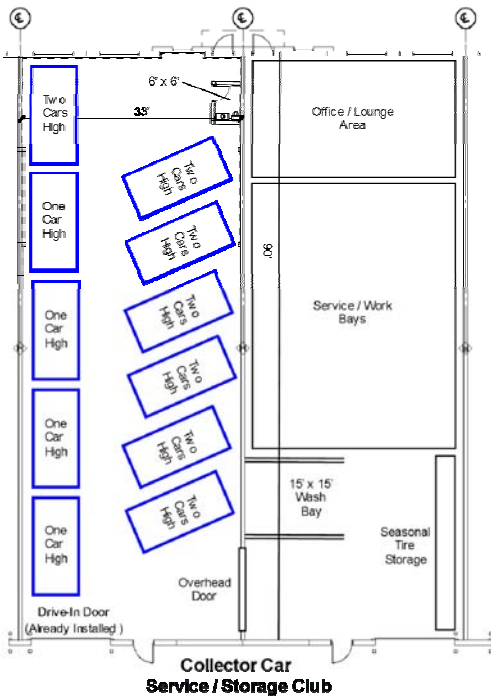 ℄
℄
℄
6' x 6'
33'
Two
Cars
High
Office / Lounge
Area
Two
Cars
High
One
Car
High
Two
Cars
High
90'
One
Car
High
Two
Cars
High
Service / Work
Bays
Two
Cars
High
One
Car
High
Two
Cars
High
15' x 15'
Wash
Bay
Two
Cars
High
One
Car
High
Seasonal
Tire
Storage
Overhead
Door
Drive-In Door
(Already Installed )
Collector Car
Service / Storage Club